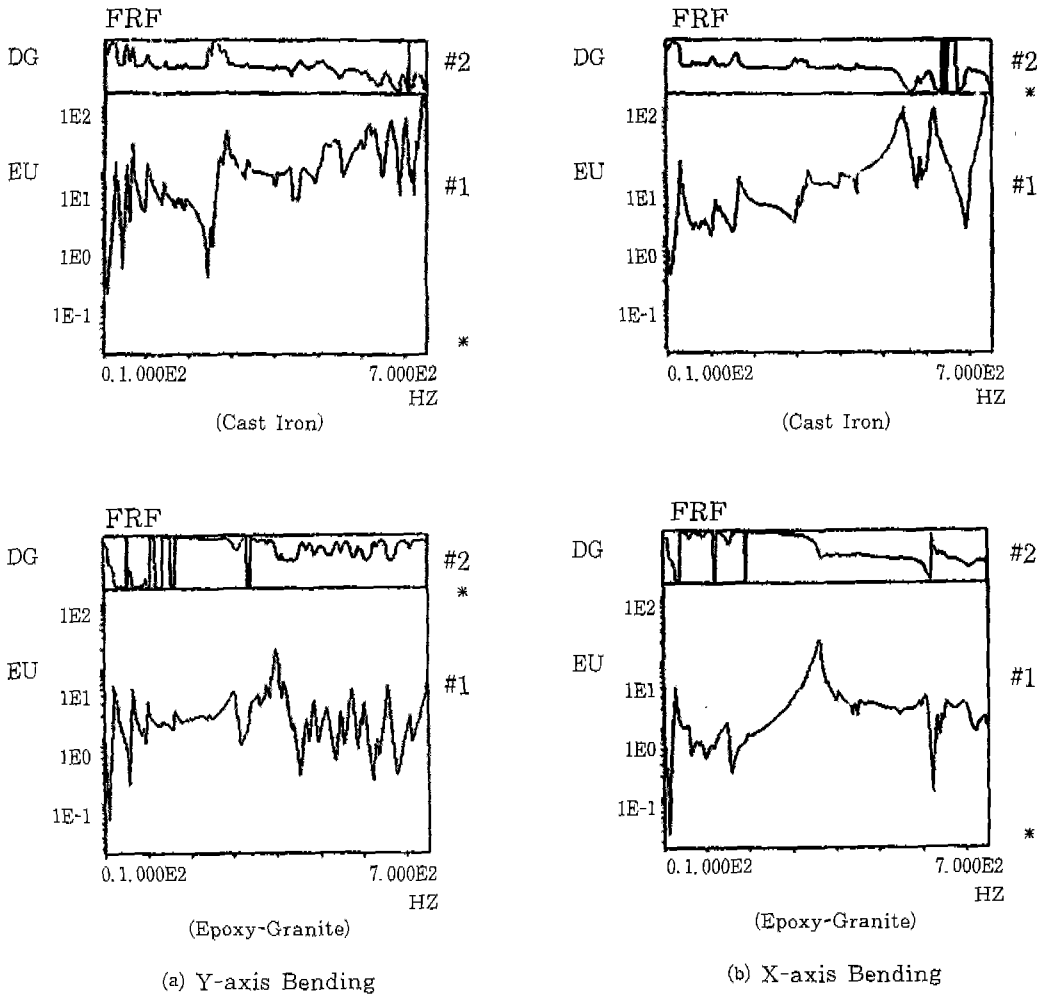 FRF
DG
#2
1E2
EU
#1
1E1
1E0
1E-1
*
0.1.000E2
7.000E2
HZ
(Cast Iron)
FRF
DG
#2
*
1E2
EU
#1
1E1
1E0
1E-1
0.1.000E2
7.000E2
HZ
(Cast Iron)
FRF
DG
#2
*
1E2
EU
#1
1E1
1E0
1E-1
0.1.000E2
7.000E2
HZ
(Epoxy-Granite)
(a) Y-axis Bending
FRF
DG
#2
1E2
EU
#1
1E1
1E0
1E-1
*
0.1.000E2
7.000E2
HZ
(Epoxy-Granite)
(b) X-axis Bending